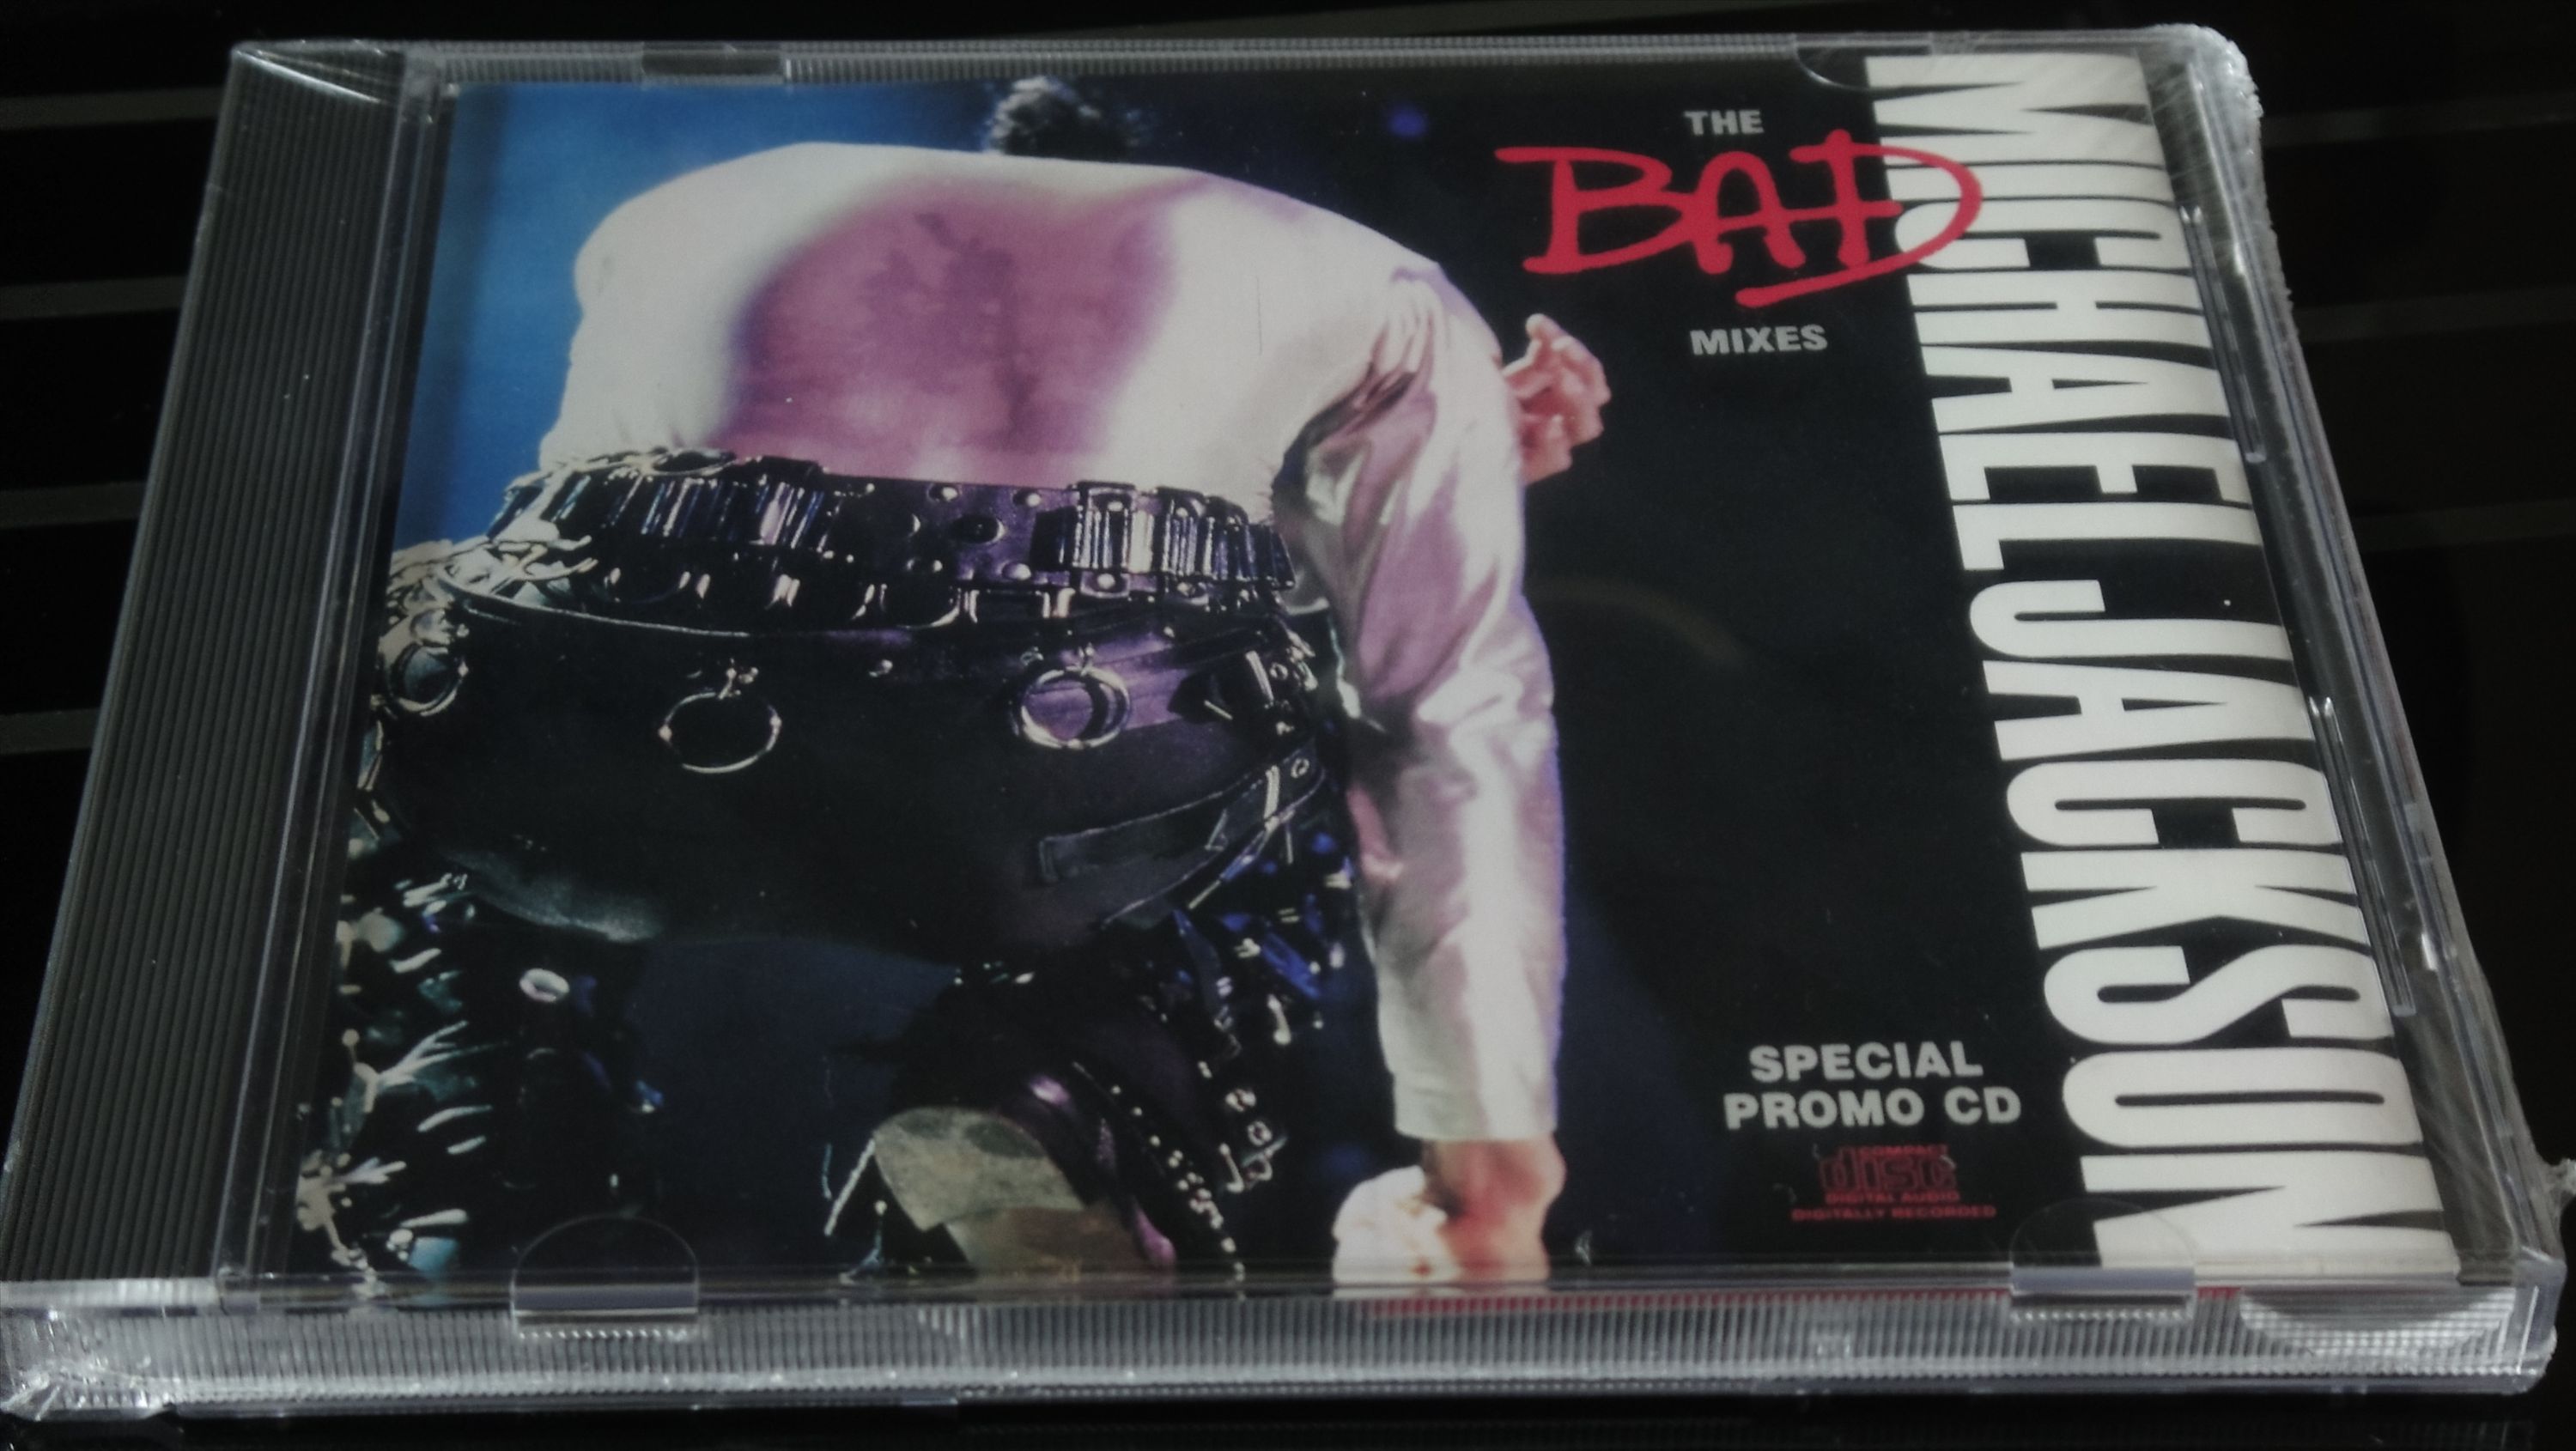 THE
BAD
MIXES
MICHAEL JACKSON
SPECIAL
PROMO CD
COMPACT
disc
DIGITAL AUDIO
DIGITALLY RECORDED